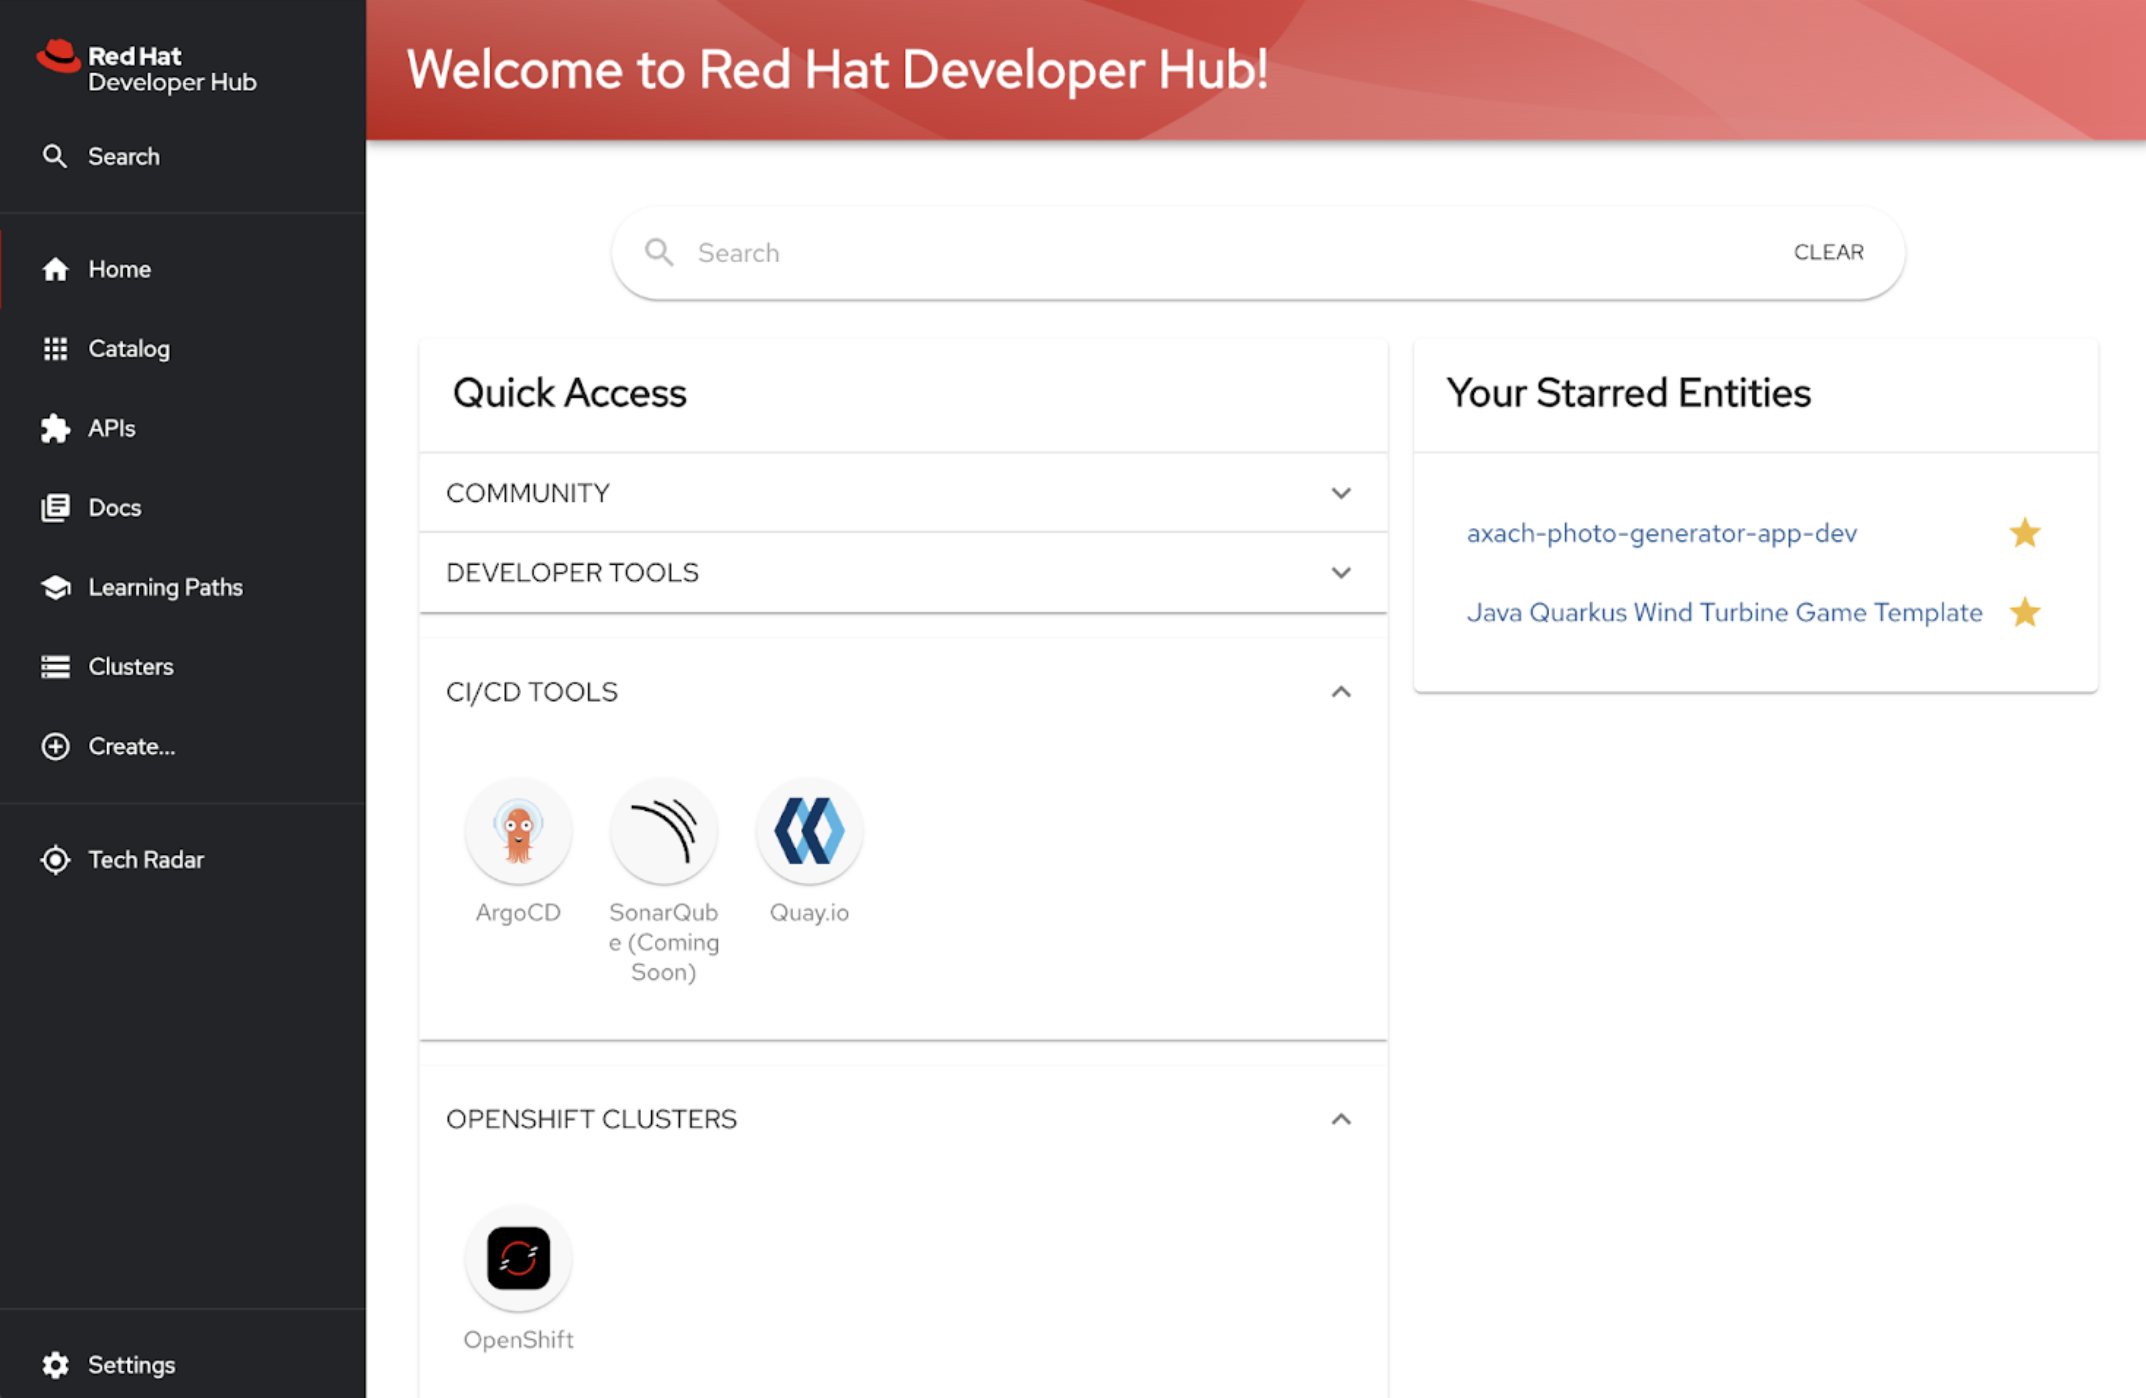 Red Hat
Developer Hub
Search
Home
Catalog
APIs
Docs
Learning Paths
Clusters
Create...
Tech Radar
Settings
Welcome to Red Hat Developer Hub!
Search
CLEAR
Quick Access
COMMUNITY
DEVELOPER TOOLS
CI/CD TOOLS
ArgoCD
SonarQub
e (Coming
Soon)
Quay.io
OPENSHIFT CLUSTERS
OpenShift
Your Starred Entities
axach-photo-generator-app-dev
Java Quarkus Wind Turbine Game Template